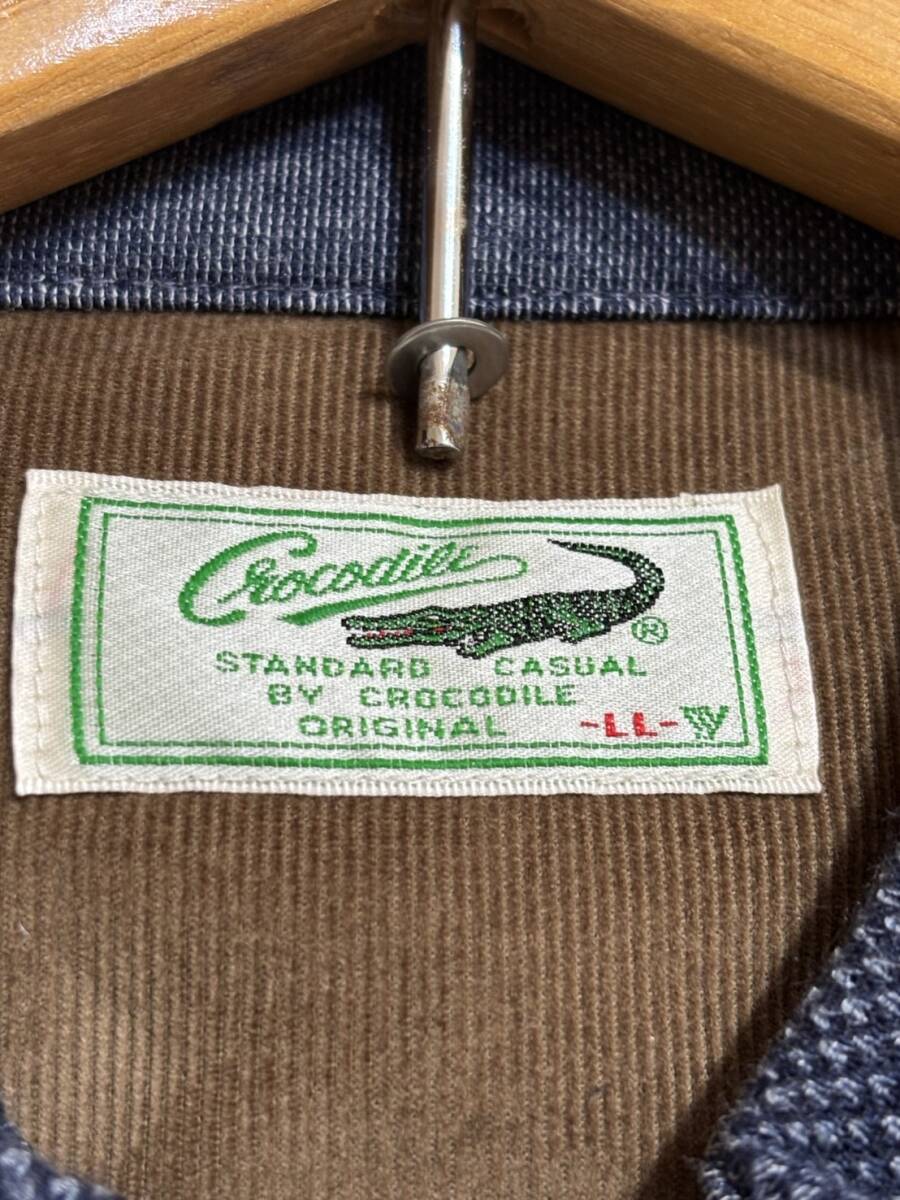 Crocodile
®
STANDARD CASUAL
BY CROCODILE
ORIGINAL -LL-W